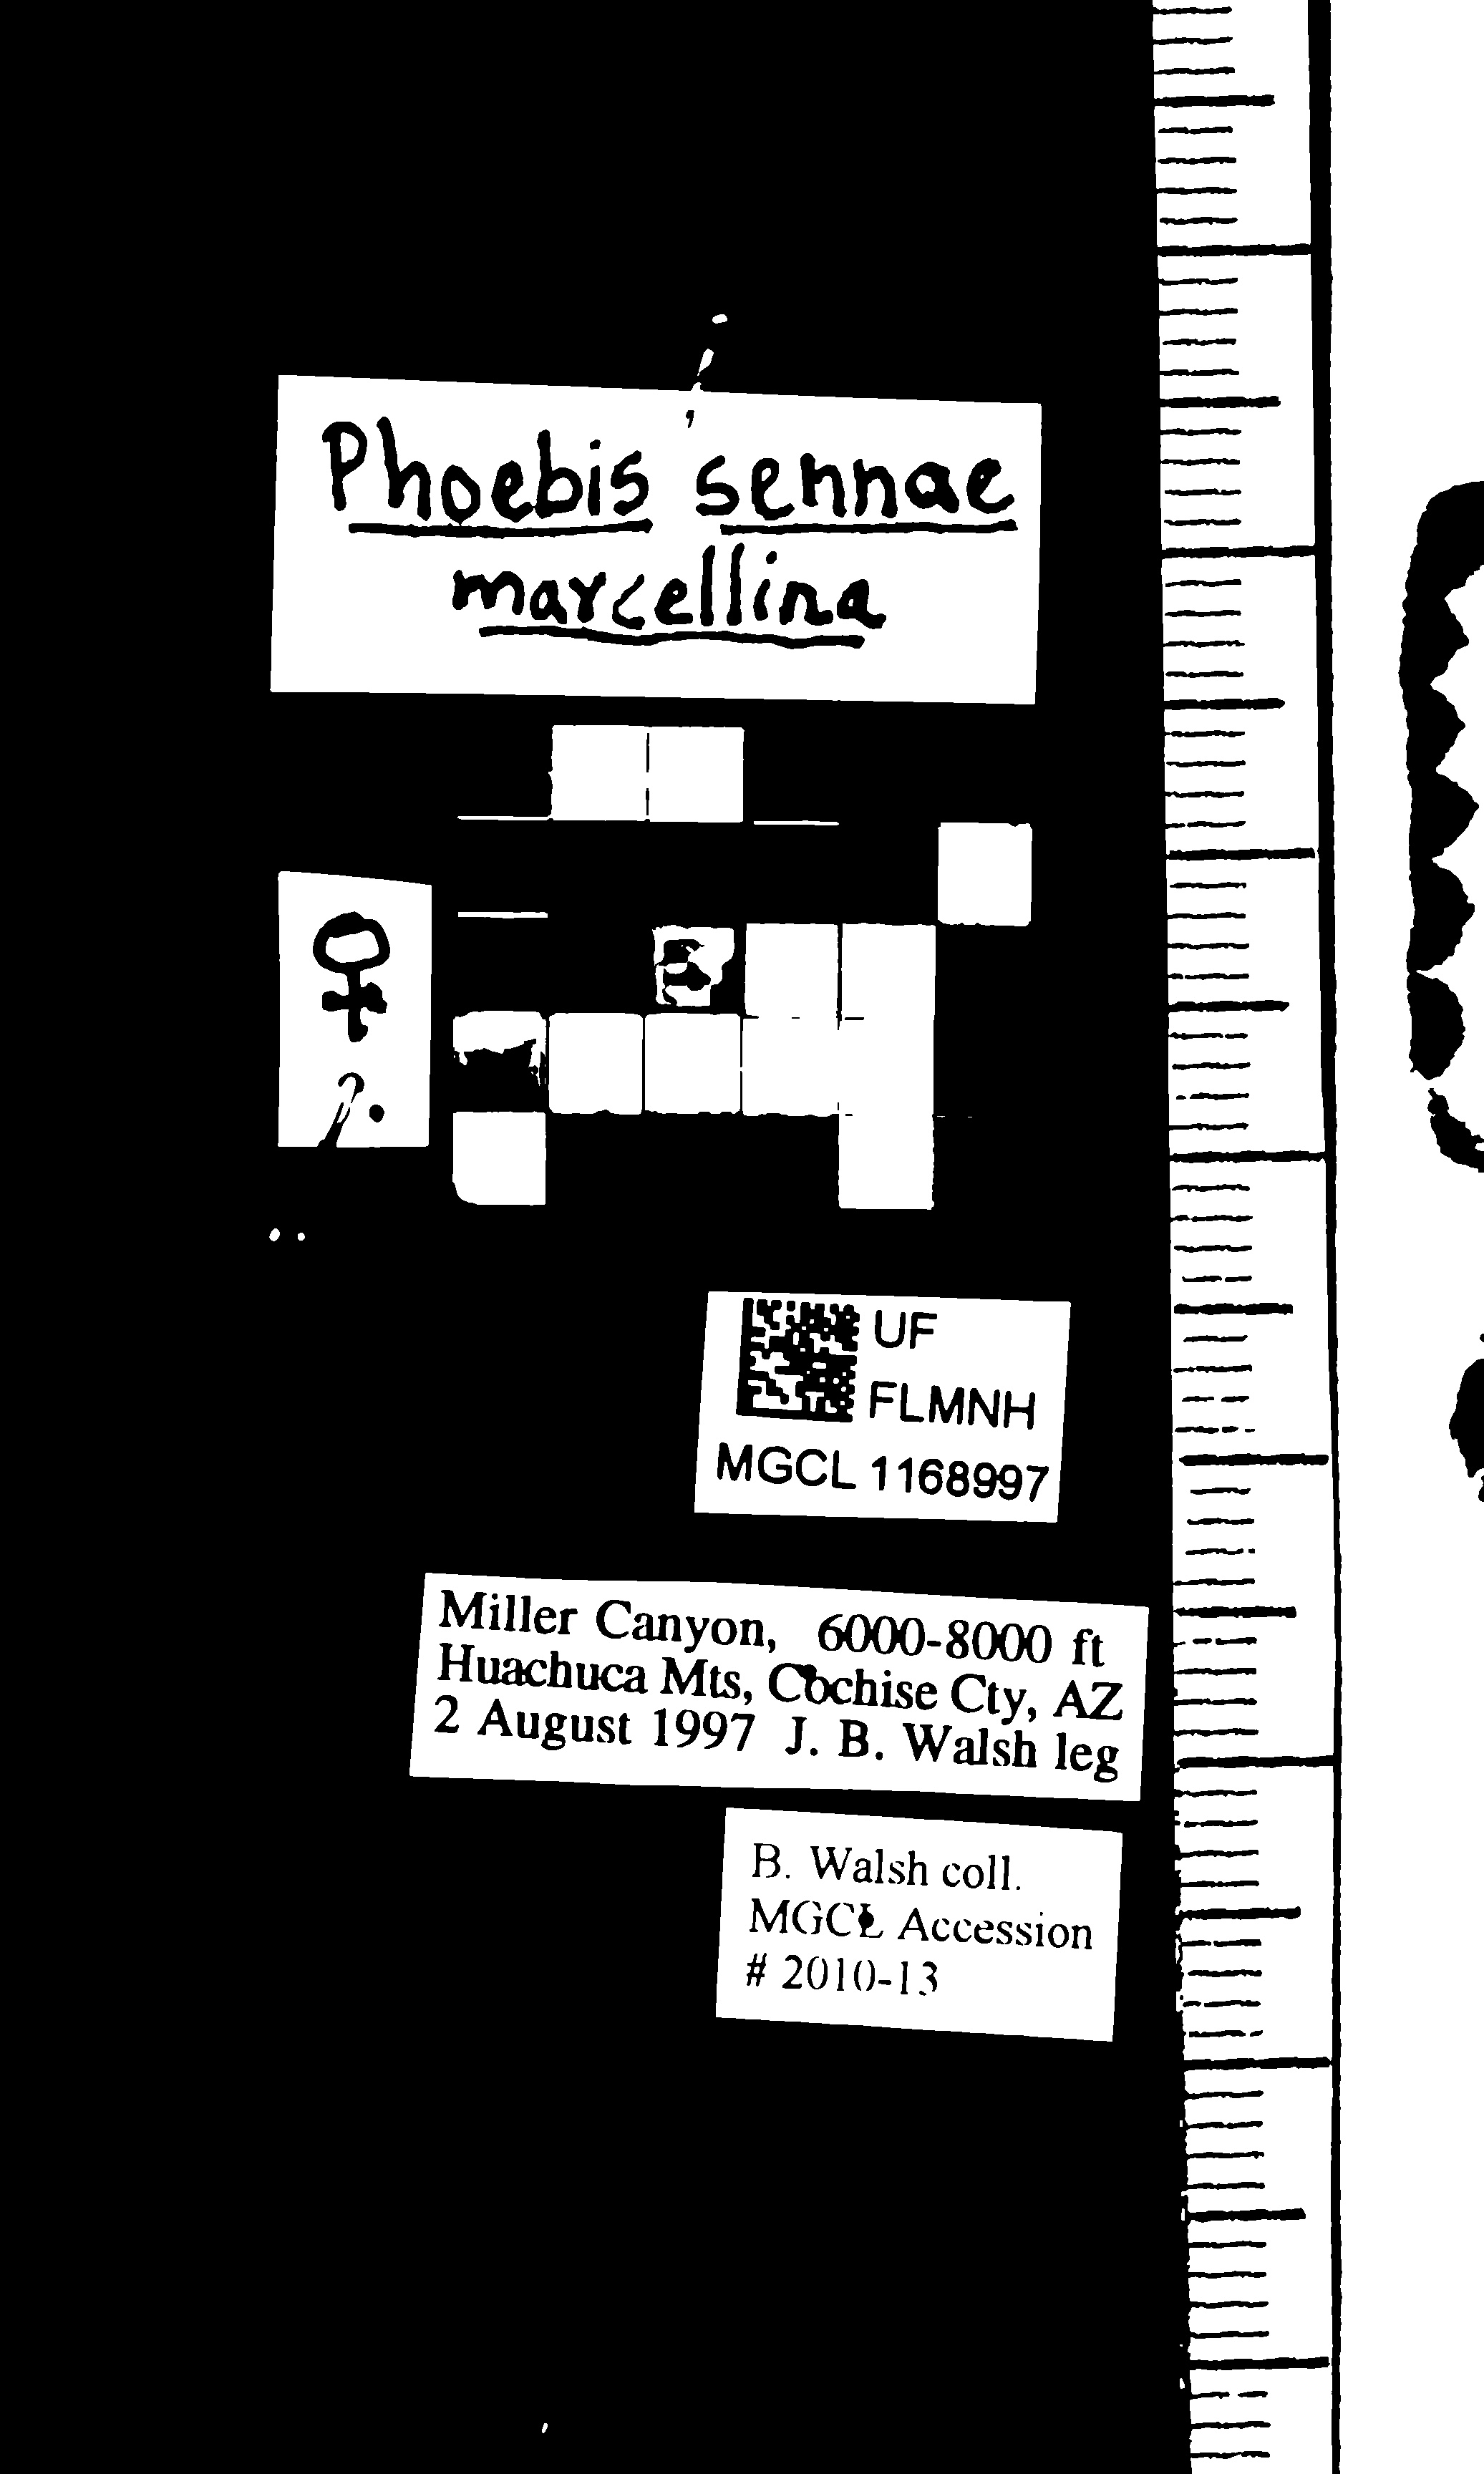 Phoebis sennae
marcellina
♀
?.
UF
FLMNH
MGCL 1168997
Miller Canyon, 6000-8000 ft
Huachuca Mts, Cochise Cty, AZ
2 August 1997 J. B. Walsh leg
B. Walsh coll.
MGCL Accession
# 2010-13